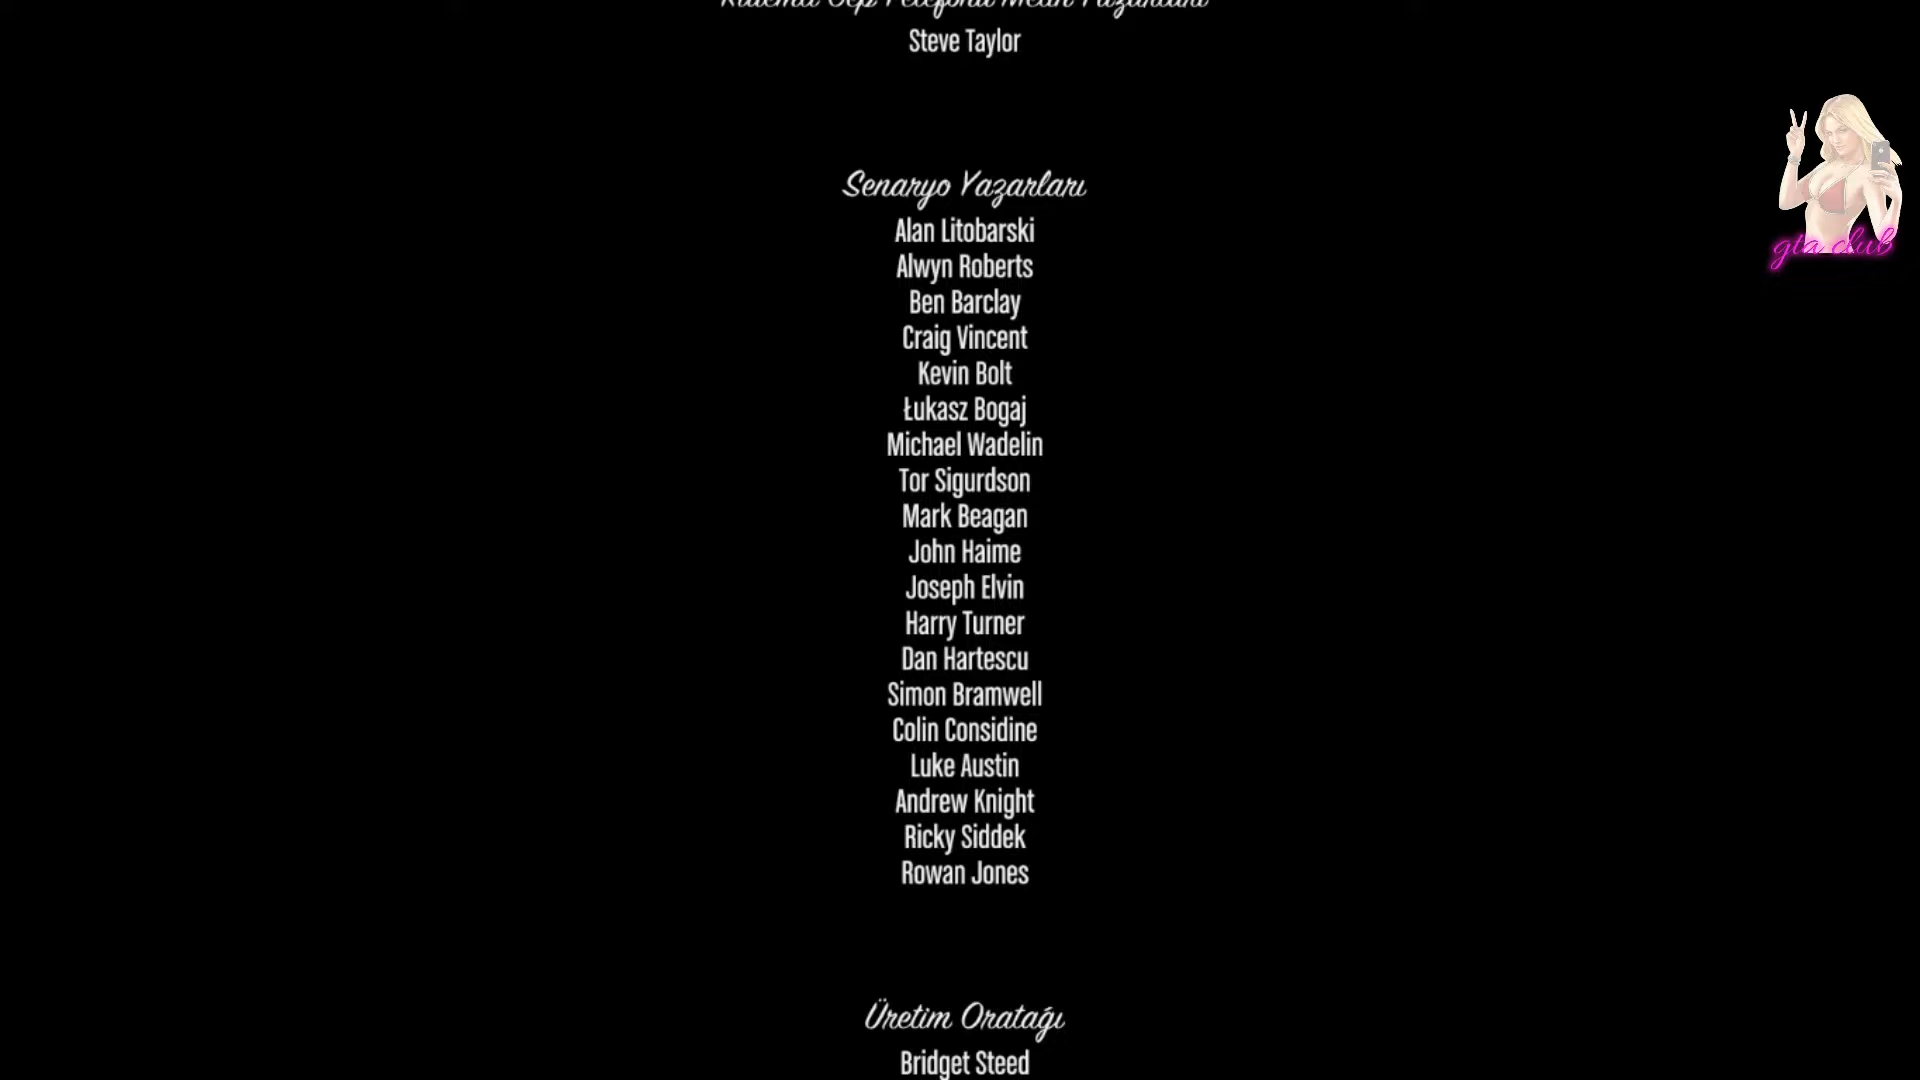 Steve Taylor
Senaryo Yazarları
Alan Litobarski
Alwyn Roberts
Ben Barclay
Craig Vincent
Kevin Bolt
Łukasz Bogaj
Michael Wadelin
Tor Sigurdson
Mark Beagan
John Haime
Joseph Elvin
Harry Turner
Dan Hartescu
Simon Bramwell
Colin Considine
Luke Austin
Andrew Knight
Ricky Siddek
Rowan Jones
Üretim Oratağı
Bridget Steed
gta club